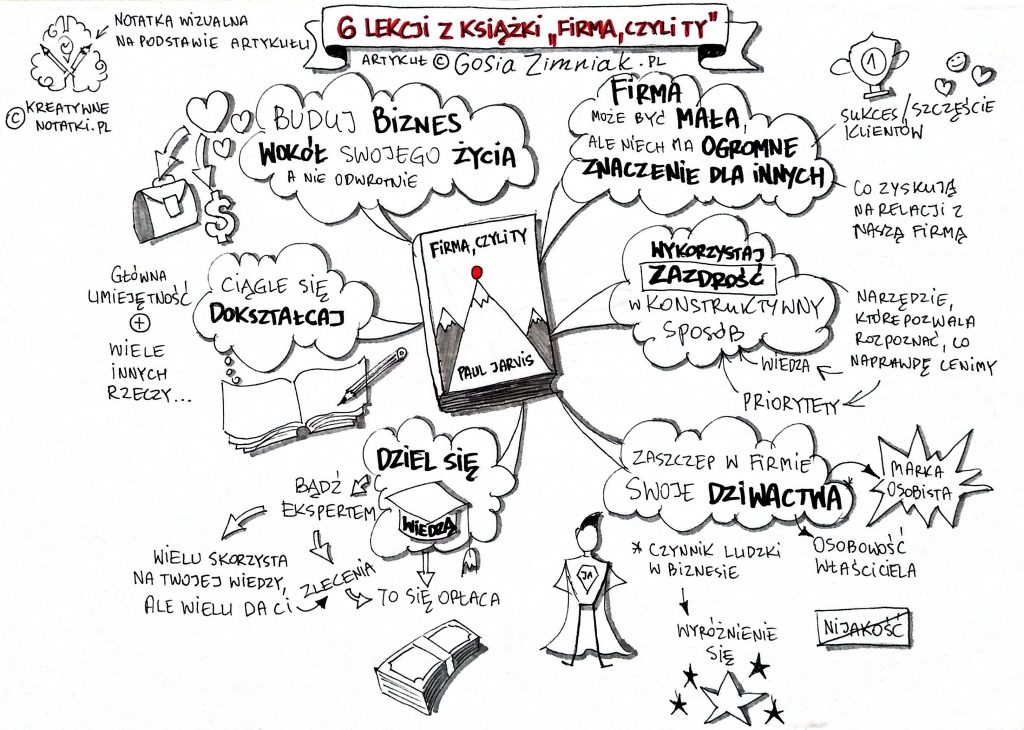 6 LEKCJI Z KSIĄŻKI „FIRMA, CZYLI TY"
ARTYKUŁ © GOSIA ZIMNIAK.PL
NOTATKA WIZUALNA
NA PODSTAWIE ARTYKUŁU
© KREATYWNE
NOTATKI.PL
BUDUJ BIZNES
WOKÓŁ SWOJEGO ŻYCIA
A NIE ODWROTNIE
$
FIRMA
MOŻE BYĆ MAŁA,
ALE NIECH MA OGROMNE
ZNACZENIE DLA INNYCH
1
SUKCES/SZCZĘŚCIE
KLIENTÓW
CO ZYSKUJĄ
NA RELACJI Z
NASZĄ FIRMĄ
FIRMA, CZYLI TY
PAUL JARVIS
CIĄGLE SIĘ
DOKSZTAŁCAJ
GŁÓWNA
UMIEJĘTNOŚĆ
+
WIELE
INNYCH
RZECZY...
WYKORZYSTAJ
ZAZDROŚĆ
W KONSTRUKTYWNY
SPOSÓB
NARZĘDZIE,
KTÓRE POZWALA
ROZPOZNAĆ, CO
NAPRAWDĘ CENIMY
WIEDZA
PRIORYTETY
DZIEL SIĘ
WIEDZĄ
BĄDŹ
EKSPERTEM
WIELU SKORZYSTA
NA TWOJEJ WIEDZY,
ALE WIELU DA CI
ZLECENIA
TO SIĘ OPŁACA
ZASZCZEP W FIRMIE
SWOJE DZIWACTWA*
MARKA
OSOBISTA
OSOBOWOŚĆ
WŁAŚCICIELA
* CZYNNIK LUDZKI
W BIZNESIE
JA
WYRÓŻNIENIE
SIĘ
NIJAKOŚĆ